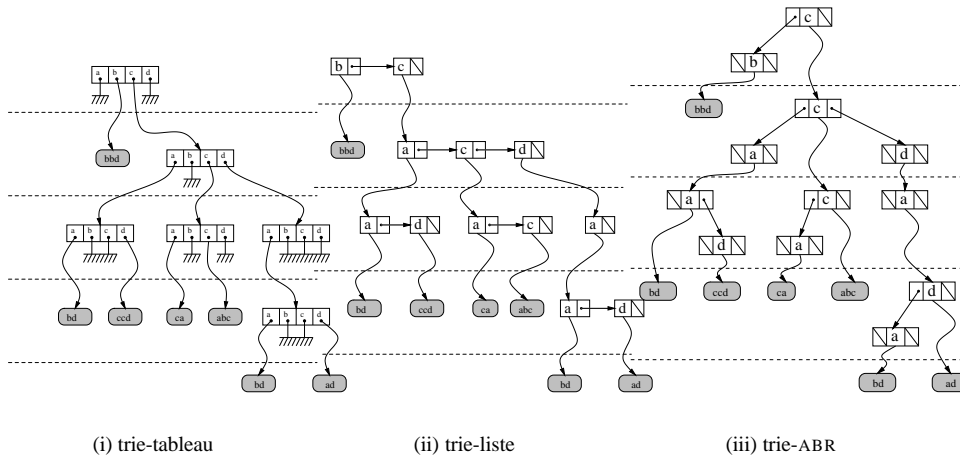 a b c d
bbd
a b c d
a b c d
a b c d
a b c d
bd
ccd
ca
abc
a b c d
bd
ad
(i) trie-tableau
b
c
bbd
a
c
d
a
d
a
c
a
bd
ccd
ca
abc
a
d
bd
ad
(ii) trie-liste
c
b
bbd
c
a
d
a
c
a
d
a
bd
ccd
ca
abc
d
a
bd
ad
(iii) trie-ABR